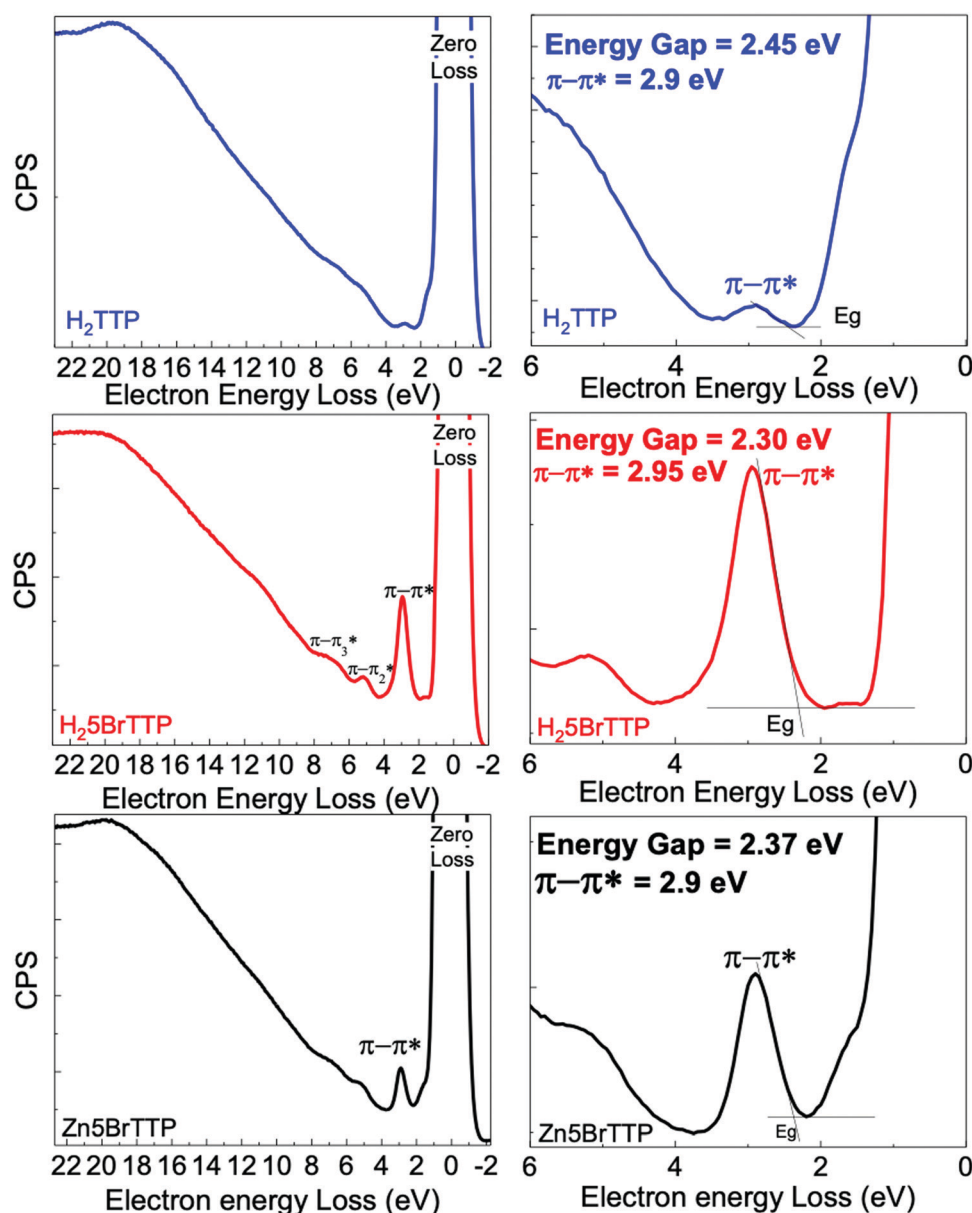 Zero
Loss
CPS
H₂TTP
22 20 18 16 14 12 10 8 6 4 2 0 -2
Electron Energy Loss (eV)
Energy Gap = 2.45 eV
π–π* = 2.9 eV
π–π*
Eg
H₂TTP
6 4 2 0
Electron Energy Loss (eV)
Zero
Loss
CPS
π–π*
π–π₃*
π–π₂*
H₂5BrTTP
22 20 18 16 14 12 10 8 6 4 2 0 -2
Electron Energy Loss (eV)
Energy Gap = 2.30 eV
π–π* = 2.95 eV
π–π*
Eg
H₂5BrTTP
6 4 2 0
Electron Energy Loss (eV)
Zero
Loss
CPS
π–π*
Zn5BrTTP
22 20 18 16 14 12 10 8 6 4 2 0 -2
Electron energy Loss (eV)
Energy Gap = 2.37 eV
π–π* = 2.9 eV
π–π*
Eg
Zn5BrTTP
6 4 2 0
Electron energy Loss (eV)